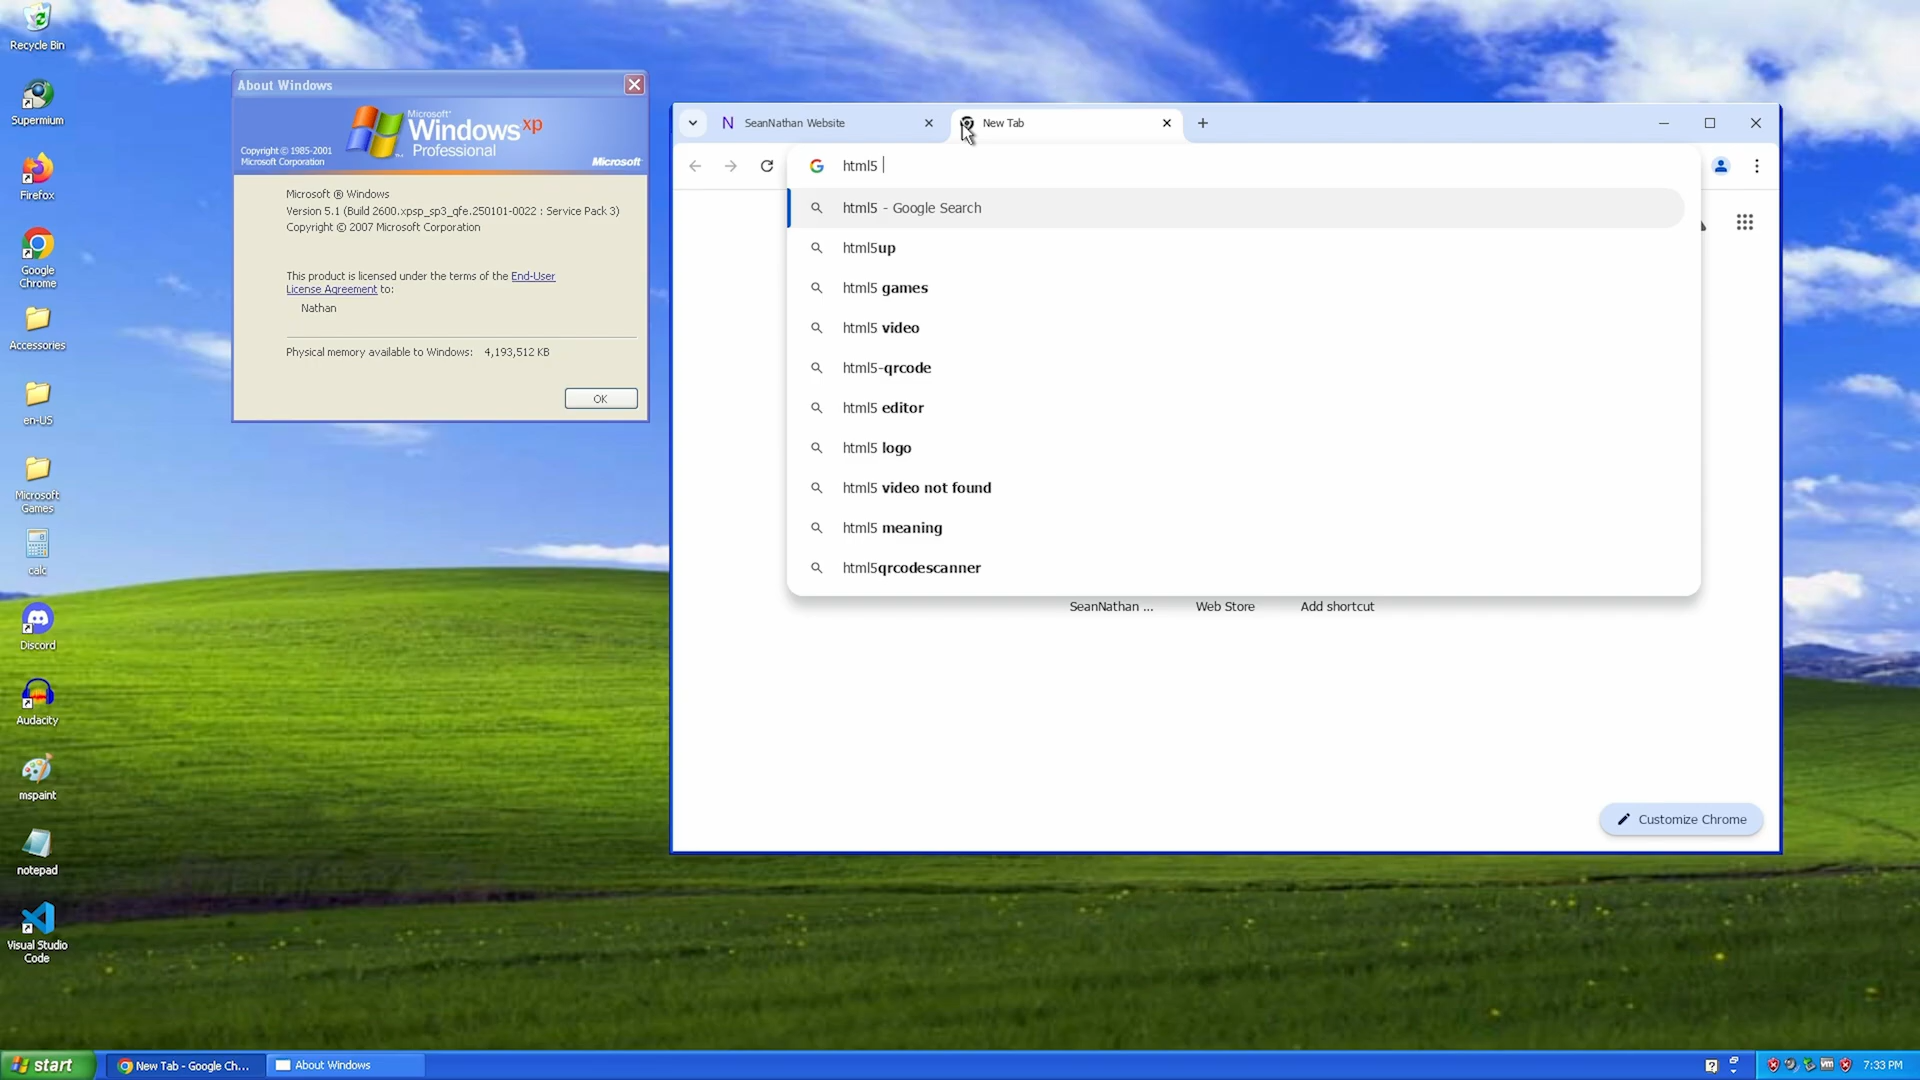 Recycle Bin
Supermium
Firefox
Google
Chrome
Accessories
en-US
Microsoft
Games
calc
Discord
Audacity
mspaint
notepad
Visual Studio
Code
About Windows
Microsoft®
Windows xp
Professional
Copyright © 1985-2001
Microsoft Corporation
Microsoft
Microsoft ® Windows
Version 5.1 (Build 2600.xpsp_sp3_qfe.250101-0022 : Service Pack 3)
Copyright © 2007 Microsoft Corporation
This product is licensed under the terms of the End-User
License Agreement to:
Nathan
Physical memory available to Windows: 4,193,512 KB
OK
SeanNathan Website
New Tab
html5
html5 - Google Search
html5up
html5 games
html5 video
html5-qrcode
html5 editor
html5 logo
html5 video not found
html5 meaning
html5qrcodescanner
SeanNathan ...
Web Store
Add shortcut
Customize Chrome
start
New Tab - Google Ch...
About Windows
7:33 PM